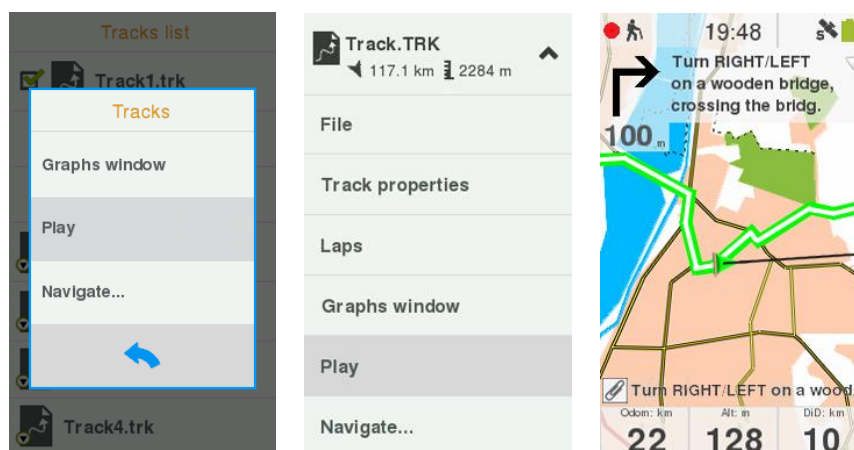 Tracks list
Track1.trk
Tracks
Graphs window
Play
Navigate...
Track4.trk
Track.TRK
117.1 km 2284 m
File
Track properties
Laps
Graphs window
Play
Navigate...
19:48
S
Turn RIGHT/LEFT
on a wooden bridge,
crossing the bridg.
100 m
Turn RIGHT/LEFT on a wood
Odom: km
Alt: m
DiD: km
22
128
10